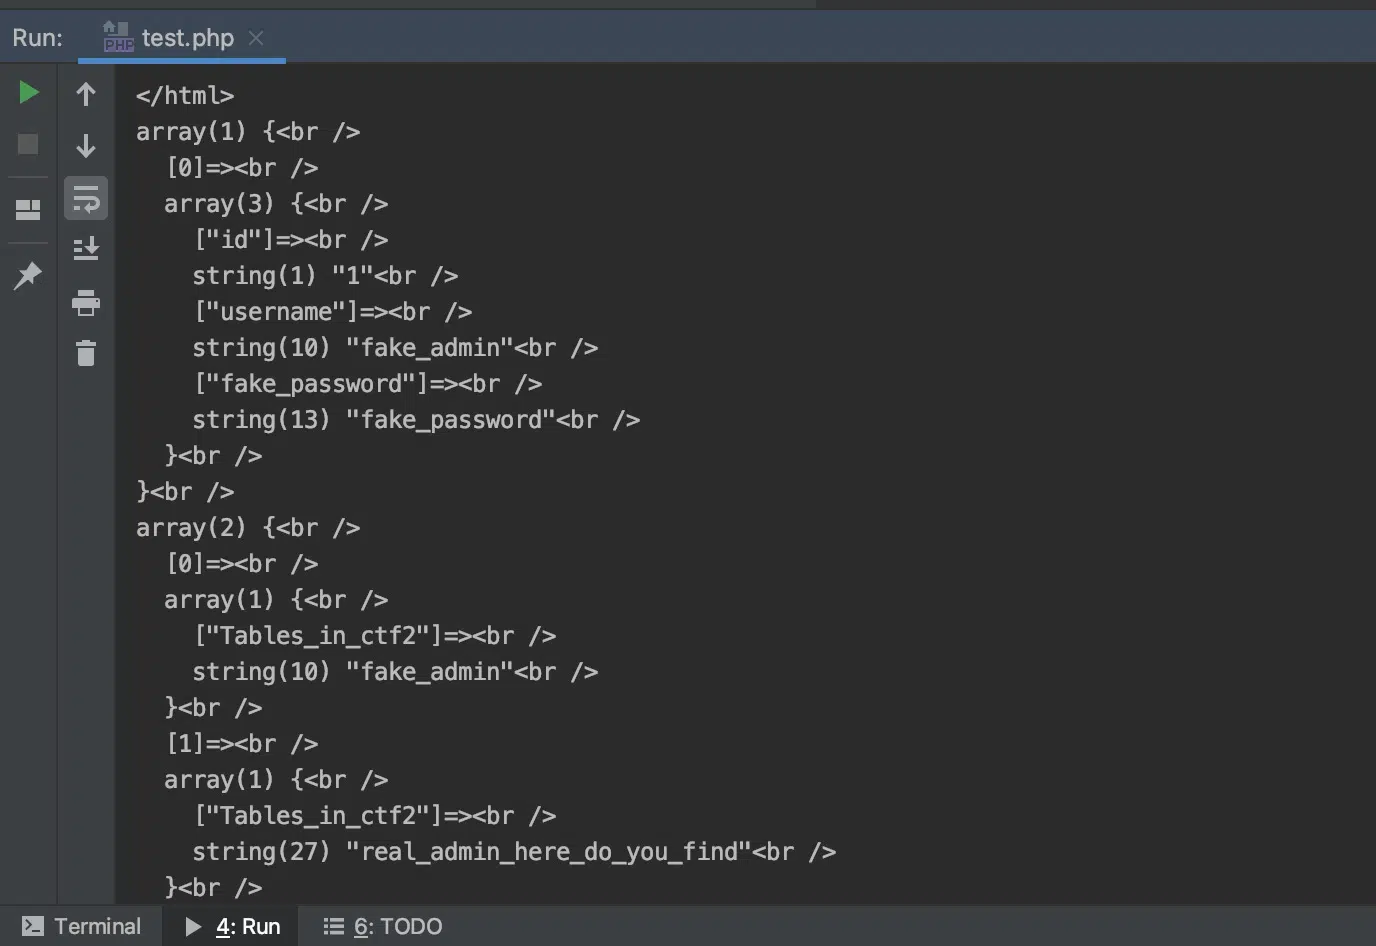 Run: test.php
</html>
array(1) {<br />
  [0]=><br />
  array(3) {<br />
    ["id"]=><br />
    string(1) "1"<br />
    ["username"]=><br />
    string(10) "fake_admin"<br />
    ["fake_password"]=><br />
    string(13) "fake_password"<br />
  }<br />
}<br />
array(2) {<br />
  [0]=><br />
  array(1) {<br />
    ["Tables_in_ctf2"]=><br />
    string(10) "fake_admin"<br />
  }<br />
  [1]=><br />
  array(1) {<br />
    ["Tables_in_ctf2"]=><br />
    string(27) "real_admin_here_do_you_find"<br />
  }<br />
Terminal 4: Run 6: TODO